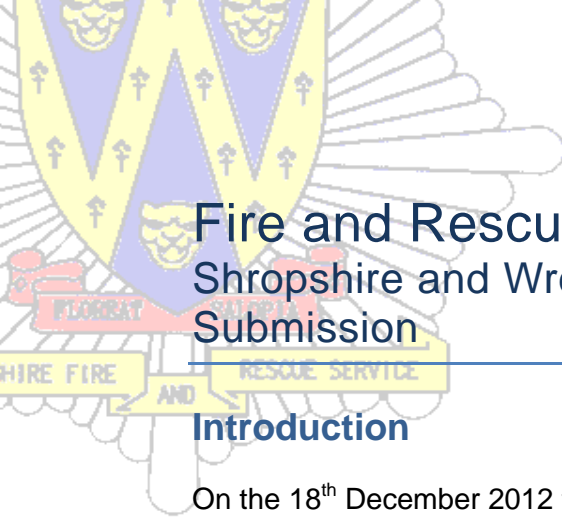 Fire and Rescu
Shropshire and Wr
Submission
FLOREAT SALOPIA
HIRE FIRE AND RESCUE SERVICE
Introduction
On the 18th December 2012